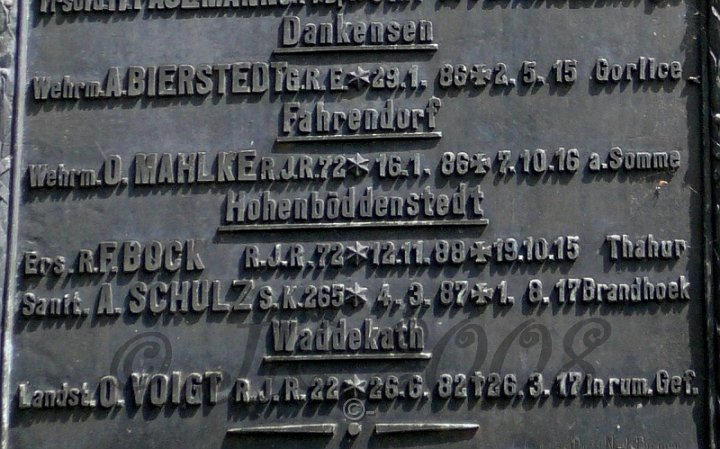 Dankensen
Wehrm. A. BIERSTEDT G.R.E ✶ 29.1. 86 ✠ 2.5.15 Gorlice
Fahrendorf
Wehrm. O. MAHLKE R.J.R. 72 ✶ 16.1. 86 ✠ 7.10.16 a. Somme
Hohenböddenstedt
Ers. R. F. BOCK R.J.R. 72 ✶ 12.11. 88 ✠ 19.10.15 Thahur
Sanit. A. SCHULZ S.K. 265 ✶ 4.3. 87 ✠ 1.8.17 Brandhoek
Waddekath
Landst. O. VOIGT R.J.R. 22 ✶ 26.6. 82 † 26.3.17 in rum. Gef.